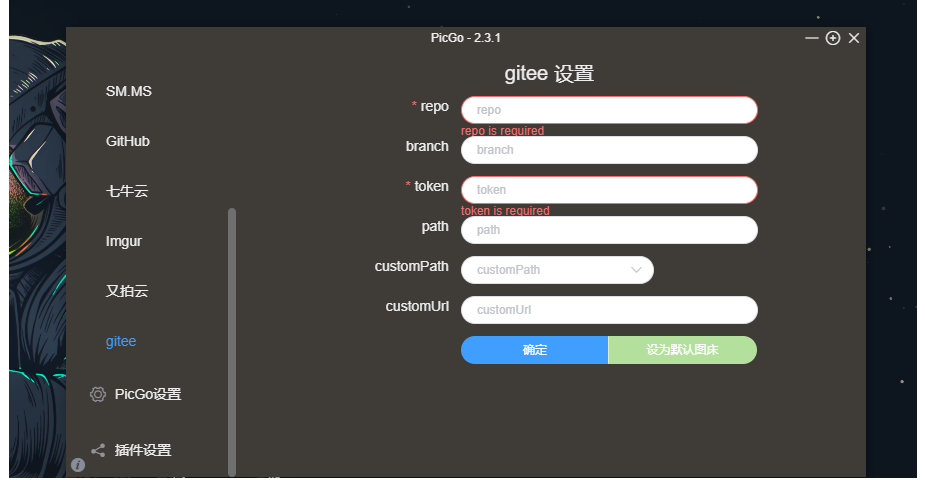 PicGo - 2.3.1
SM.MS
GitHub
七牛云
Imgur
又拍云
gitee
PicGo设置
插件设置
gitee 设置
* repo
repo
repo is required
branch
branch
* token
token
token is required
path
path
customPath
customPath
customUrl
customUrl
确定
设为默认图床